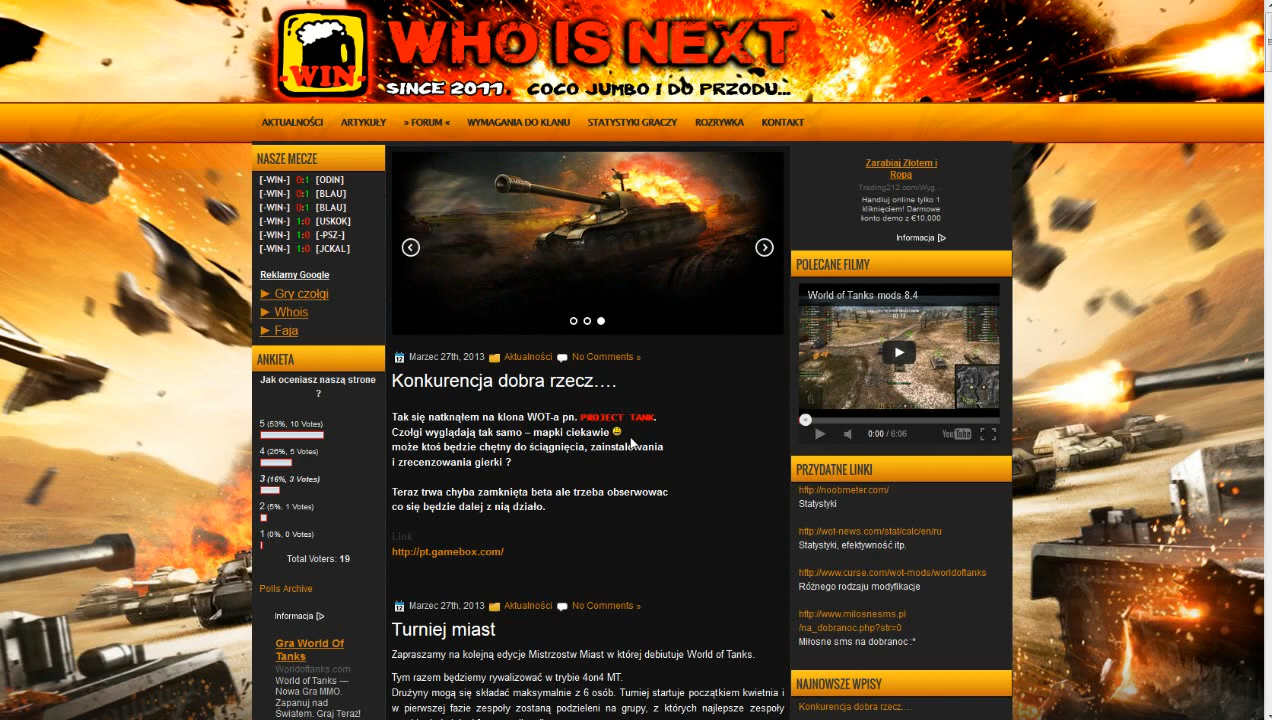 WIN
WHO IS NEXT
SINCE 2011. COCO JUMBO I DO PRZODU...
AKTUALNOŚCI ARTYKUŁY » FORUM « WYMAGANIA DO KLANU STATYSTYKI GRACZY ROZRYWKA KONTAKT
NASZE MECZE
[-WIN-] 0:1 [ODIN]
[-WIN-] 0:1 [BLAU]
[-WIN-] 0:1 [BLAU]
[-WIN-] 1:0 [USKOK]
[-WIN-] 1:0 [-PSZ-]
[-WIN-] 1:0 [JCKAL]
Reklamy Google
► Gry czołgi
► Whois
► Faja
ANKIETA
Jak oceniasz naszą strone
?
5 (53%, 10 Votes)
4 (26%, 5 Votes)
3 (16%, 3 Votes)
2 (5%, 1 Votes)
1 (0%, 0 Votes)
Total Voters: 19
Polls Archive
Informacja
Gra World Of
Tanks
Worldoftanks.com
World of Tanks —
Nowa Gra MMO.
Zapanuj nad
Światem. Graj Teraz!
Marzec 27th, 2013 Aktualności No Comments »
Konkurencja dobra rzecz….
Tak się natknąłem na klona WOT-a pn. PROJECT TANK.
Czołgi wyglądają tak samo – mapki ciekawie
może ktoś będzie chętny do ściągnięcia, zainstalowania
i zrecenzowania gierki ?
Teraz trwa chyba zamknięta beta ale trzeba obserwowac
co się będzie dalej z nią działo.
Link
http://pt.gamebox.com/
Marzec 27th, 2013 Aktualności No Comments »
Turniej miast
Zapraszamy na kolejną edycje Mistrzostw Miast w której debiutuje World of Tanks.
Tym razem będziemy rywalizować w trybie 4on4 MT.
Drużyny mogą się składać maksymalnie z 6 osób. Turniej startuje początkiem kwietnia i
w pierwszej fazie zespoły zostaną podzieleni na grupy, z których najlepsze zespoły
Zarabiaj Złotem i
Ropą
Trading212.com/Wyg...
Handluj online tylko 1
kliknięciem! Darmowe
konto demo z €10,000
Informacja
POLECANE FILMY
World of Tanks mods 8.4
0:00 / 6:06
YouTube
PRZYDATNE LINKI
http://noobmeter.com/
Statystyki
http://wot-news.com/stat/calc/en/ru
Statystyki, efektywność itp.
http://www.curse.com/wot-mods/worldoftanks
Różnego rodzaju modyfikacje
http://www.milosnesms.pl
/na_dobranoc.php?str=0
Miłosne sms na dobranoc :*
NAJNOWSZE WPISY
Konkurencja dobra rzecz….